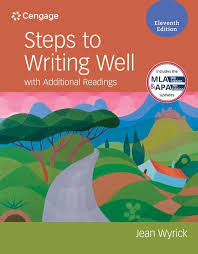 Cengage
Eleventh Edition
Steps to
Writing Well
with Additional Readings
Includes the
MLA
&APA
Updates
Jean Wyrick